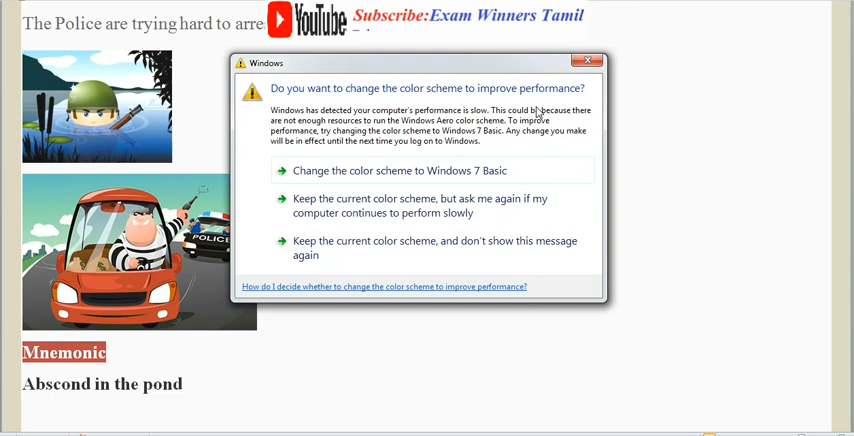 The Police are trying hard to arre
YouTube
Subscribe:Exam Winners Tamil
Windows
Do you want to change the color scheme to improve performance?
Windows has detected your computer's performance is slow. This could be because there
are not enough resources to run the Windows Aero color scheme. To improve
performance, try changing the color scheme to Windows 7 Basic. Any change you make
will be in effect until the next time you log on to Windows.
Change the color scheme to Windows 7 Basic
Keep the current color scheme, but ask me again if my
computer continues to perform slowly
Keep the current color scheme, and don't show this message
again
How do I decide whether to change the color scheme to improve performance?
POLICE
Mnemonic
Abscond in the pond